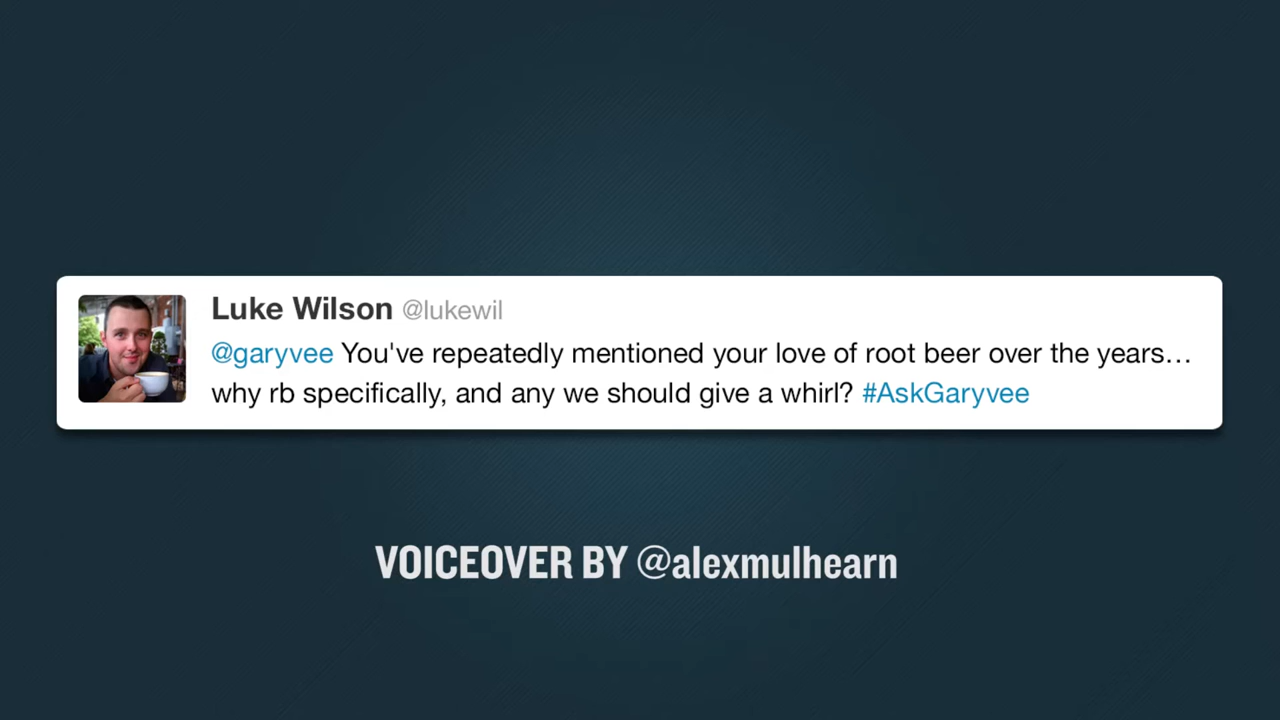 Luke Wilson @lukewil
@garyvee You've repeatedly mentioned your love of root beer over the years…
why rb specifically, and any we should give a whirl? #AskGaryvee
VOICEOVER BY @alexmulhearn